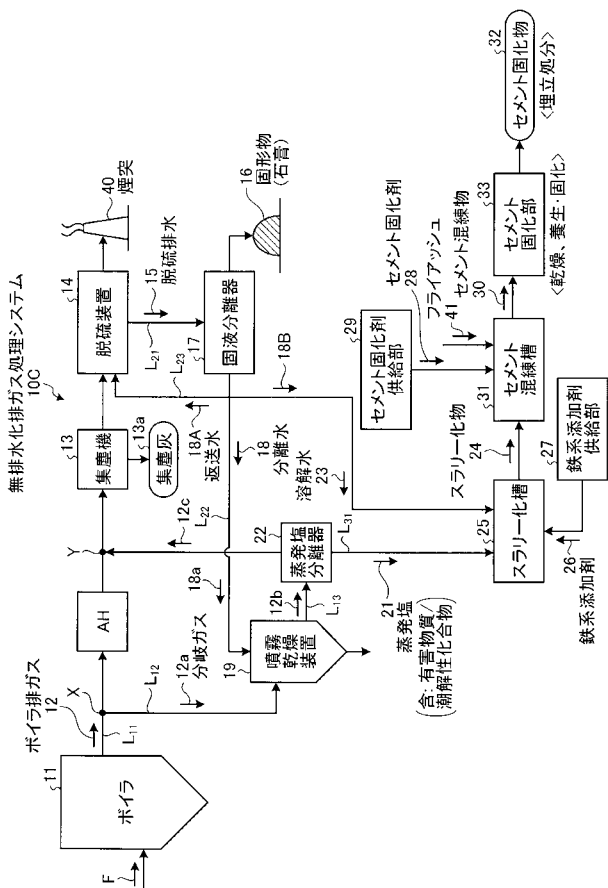 無排水化排ガス処理システム
10C
ボイラ排ガス
12
11
ボイラ
F
L11
X
L12
12a
分岐ガス
AH
Y
13
集塵機
13a
集塵灰
14
脱硫装置
40
煙突
15
脱硫排水
L21
L23
17
固液分離器
16
固形物
(石膏)
18A
返送水
18B
18
分離水
L22
18a
12c
溶解水
23
19
噴霧
乾燥
装置
12b
L13
22
蒸発塩
分離器
L31
21
蒸発塩
(含:有害物質/
潮解性化合物)
25
スラリー化槽
スラリー化物
24
26
鉄系添加剤
27
鉄系添加剤
供給部
29
セメント固化剤
供給部
セメント固化剤
28
フライアッシュ
41
セメント混練物
30
31
セメント
混練槽
33
セメント
固化部
<乾燥、養生・固化>
32
セメント固化物
<埋立処分>